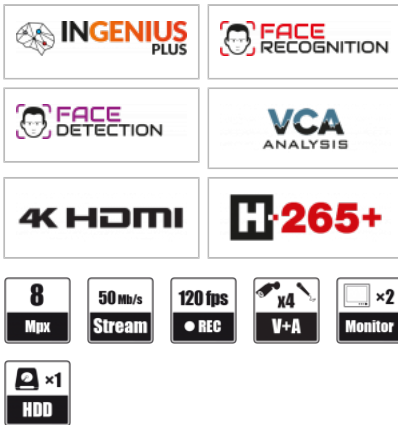 INGENIUS
PLUS
FACE
RECOGNITION
FACE
DETECTION
VCA
ANALYSIS
4K HDMI
H·265+
8
Mpx
50 Mb/s
Stream
120 fps
● REC
x4
V+A
×2
Monitor
×1
HDD